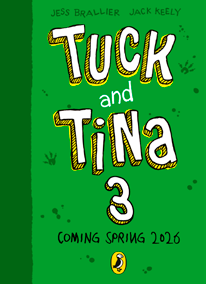 JESS BRALLIER JACK KEELY
TUCK
and
TiNa
3
COMING SPRING 2026